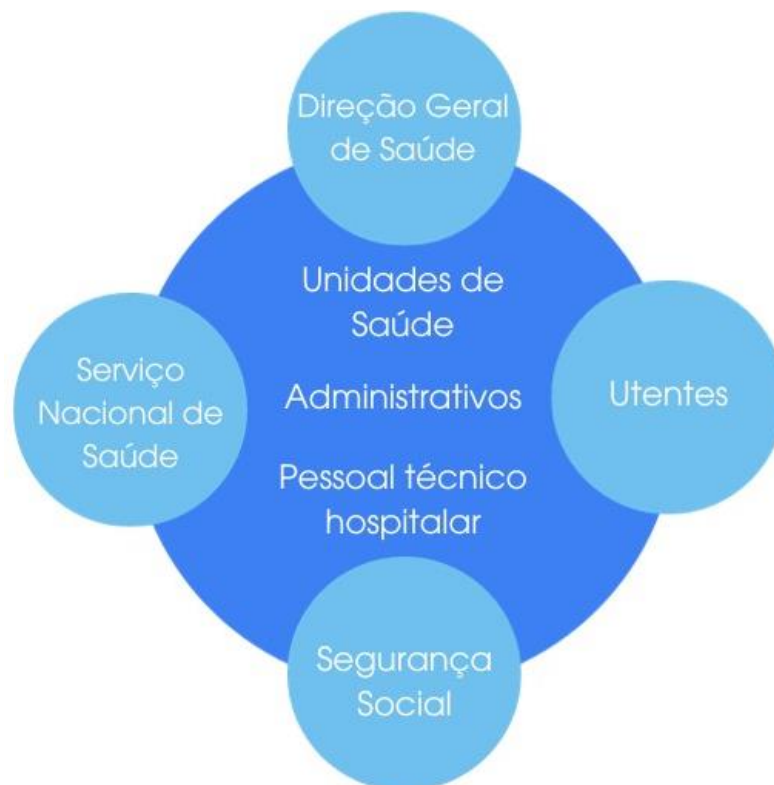 Direção Geral
de Saúde
Unidades de
Saúde
Serviço
Nacional de
Saúde
Administrativos
Utentes
Pessoal técnico
hospitalar
Segurança
Social